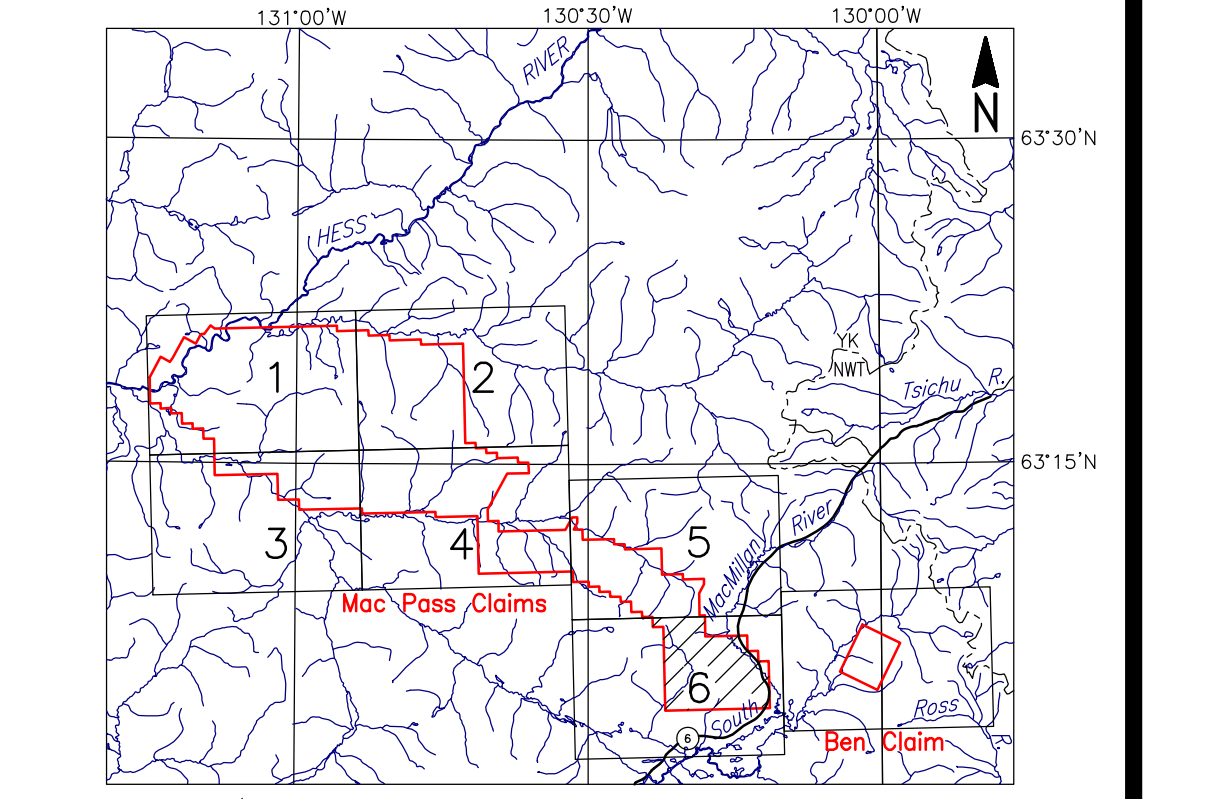 131°00'W
130°30'W
130°00'W
RIVER
N
63°30'N
HESS
YK
NWT
Tsichu R.
1
2
63°15'N
River
3
4
5
MacMillan
Mac Pass Claims
6
South
Ross
R.
6
Ben Claim